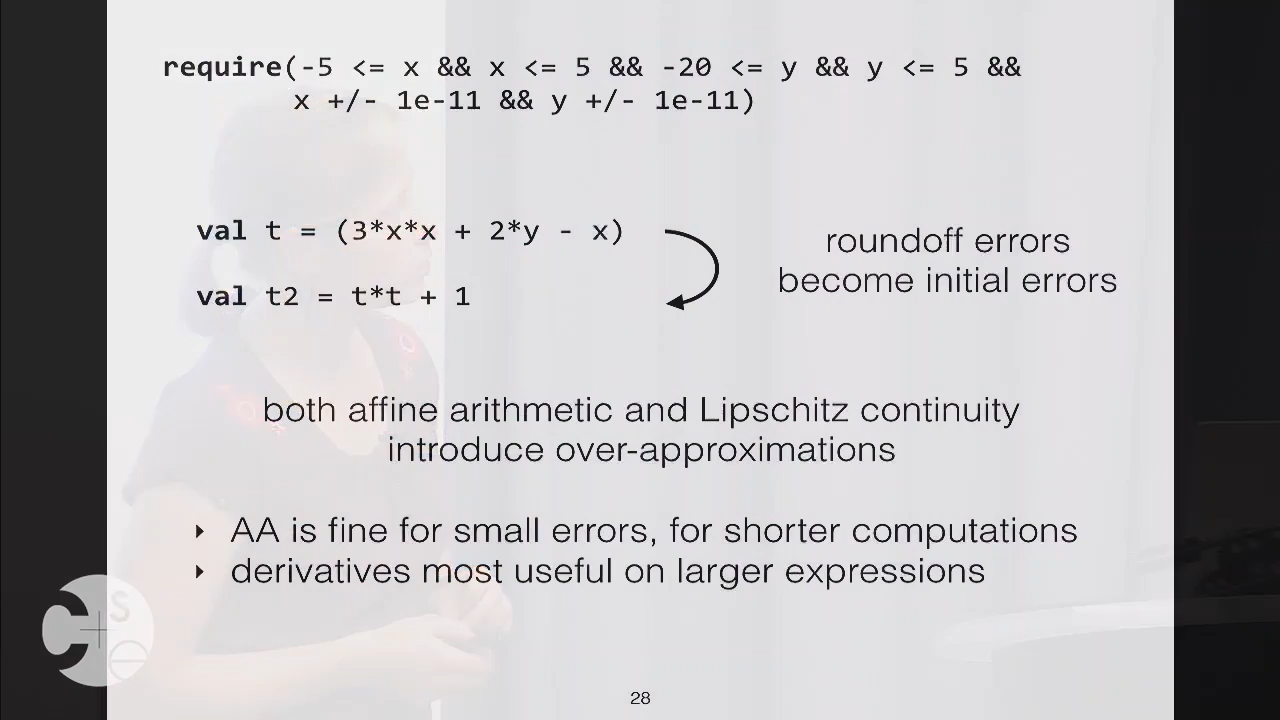 require(-5 <= x && x <= 5 && -20 <= y && y <= 5 &&
x +/- 1e-11 && y +/- 1e-11)
val t = (3*x*x + 2*y - x)
val t2 = t*t + 1
roundoff errors
become initial errors
both affine arithmetic and Lipschitz continuity
introduce over-approximations
‣ AA is fine for small errors, for shorter computations
‣ derivatives most useful on larger expressions
C+se
28